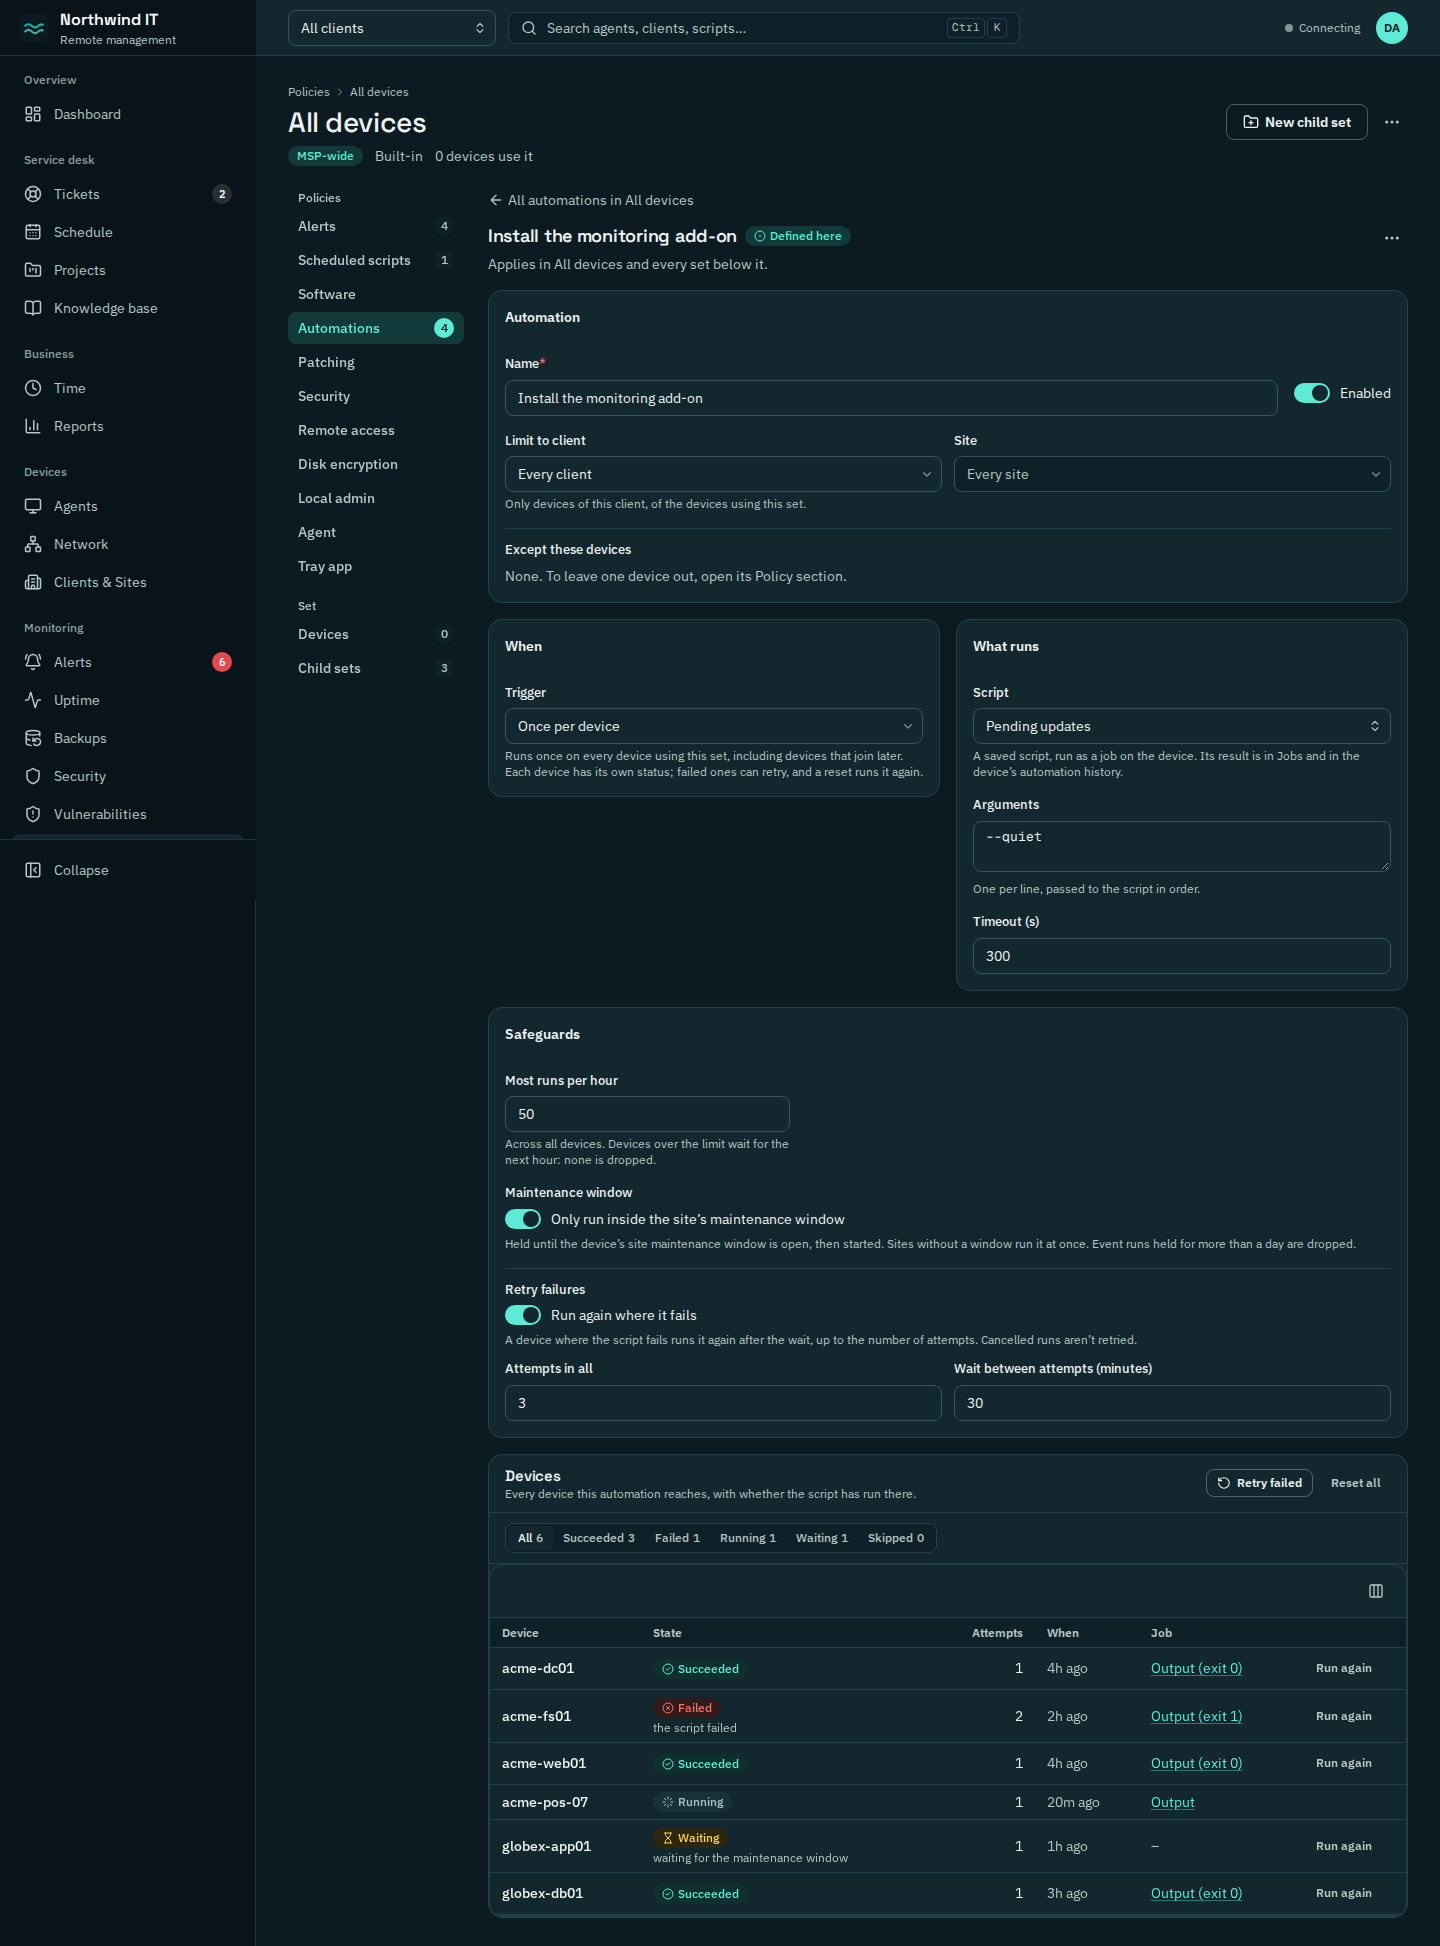 Northwind IT
Remote management
All clients
Search agents, clients, scripts...
Ctrl K
Connecting
DA
Overview
Dashboard
Service desk
Tickets 2
Schedule
Projects
Knowledge base
Business
Time
Reports
Devices
Agents
Network
Clients & Sites
Monitoring
Alerts 6
Uptime
Backups
Security
Vulnerabilities
Collapse
Policies > All devices
All devices
New child set
MSP-wide Built-in 0 devices use it
Policies
Alerts 4
Scheduled scripts 1
Software
Automations 4
Patching
Security
Remote access
Disk encryption
Local admin
Agent
Tray app
Set
Devices 0
Child sets 3
All automations in All devices
Install the monitoring add-on Defined here
Applies in All devices and every set below it.
Automation
Name*
Install the monitoring add-on
Enabled
Limit to client
Every client
Only devices of this client, of the devices using this set.
Site
Every site
Except these devices
None. To leave one device out, open its Policy section.
When
Trigger
Once per device
Runs once on every device using this set, including devices that join later.
Each device has its own status; failed ones can retry, and a reset runs it again.
What runs
Script
Pending updates
A saved script, run as a job on the device. Its result is in Jobs and in the
device's automation history.
Arguments
--quiet
One per line, passed to the script in order.
Timeout (s)
300
Safeguards
Most runs per hour
50
Across all devices. Devices over the limit wait for the
next hour: none is dropped.
Maintenance window
Only run inside the site's maintenance window
Held until the device's site maintenance window is open, then started. Sites without a window run it at once. Event runs held for more than a day are dropped.
Retry failures
Run again where it fails
A device where the script fails runs it again after the wait, up to the number of attempts. Cancelled runs aren't retried.
Attempts in all
3
Wait between attempts (minutes)
30
Devices
Every device this automation reaches, with whether the script has run there.
Retry failed
Reset all
All 6 Succeeded 3 Failed 1 Running 1 Waiting 1 Skipped 0
Device State Attempts When Job
acme-dc01 Succeeded 1 4h ago Output (exit 0) Run again
acme-fs01 Failed 2 2h ago Output (exit 1) Run again
the script failed
acme-web01 Succeeded 1 4h ago Output (exit 0) Run again
acme-pos-07 Running 1 20m ago Output
globex-app01 Waiting 1 1h ago – Run again
waiting for the maintenance window
globex-db01 Succeeded 1 3h ago Output (exit 0) Run again